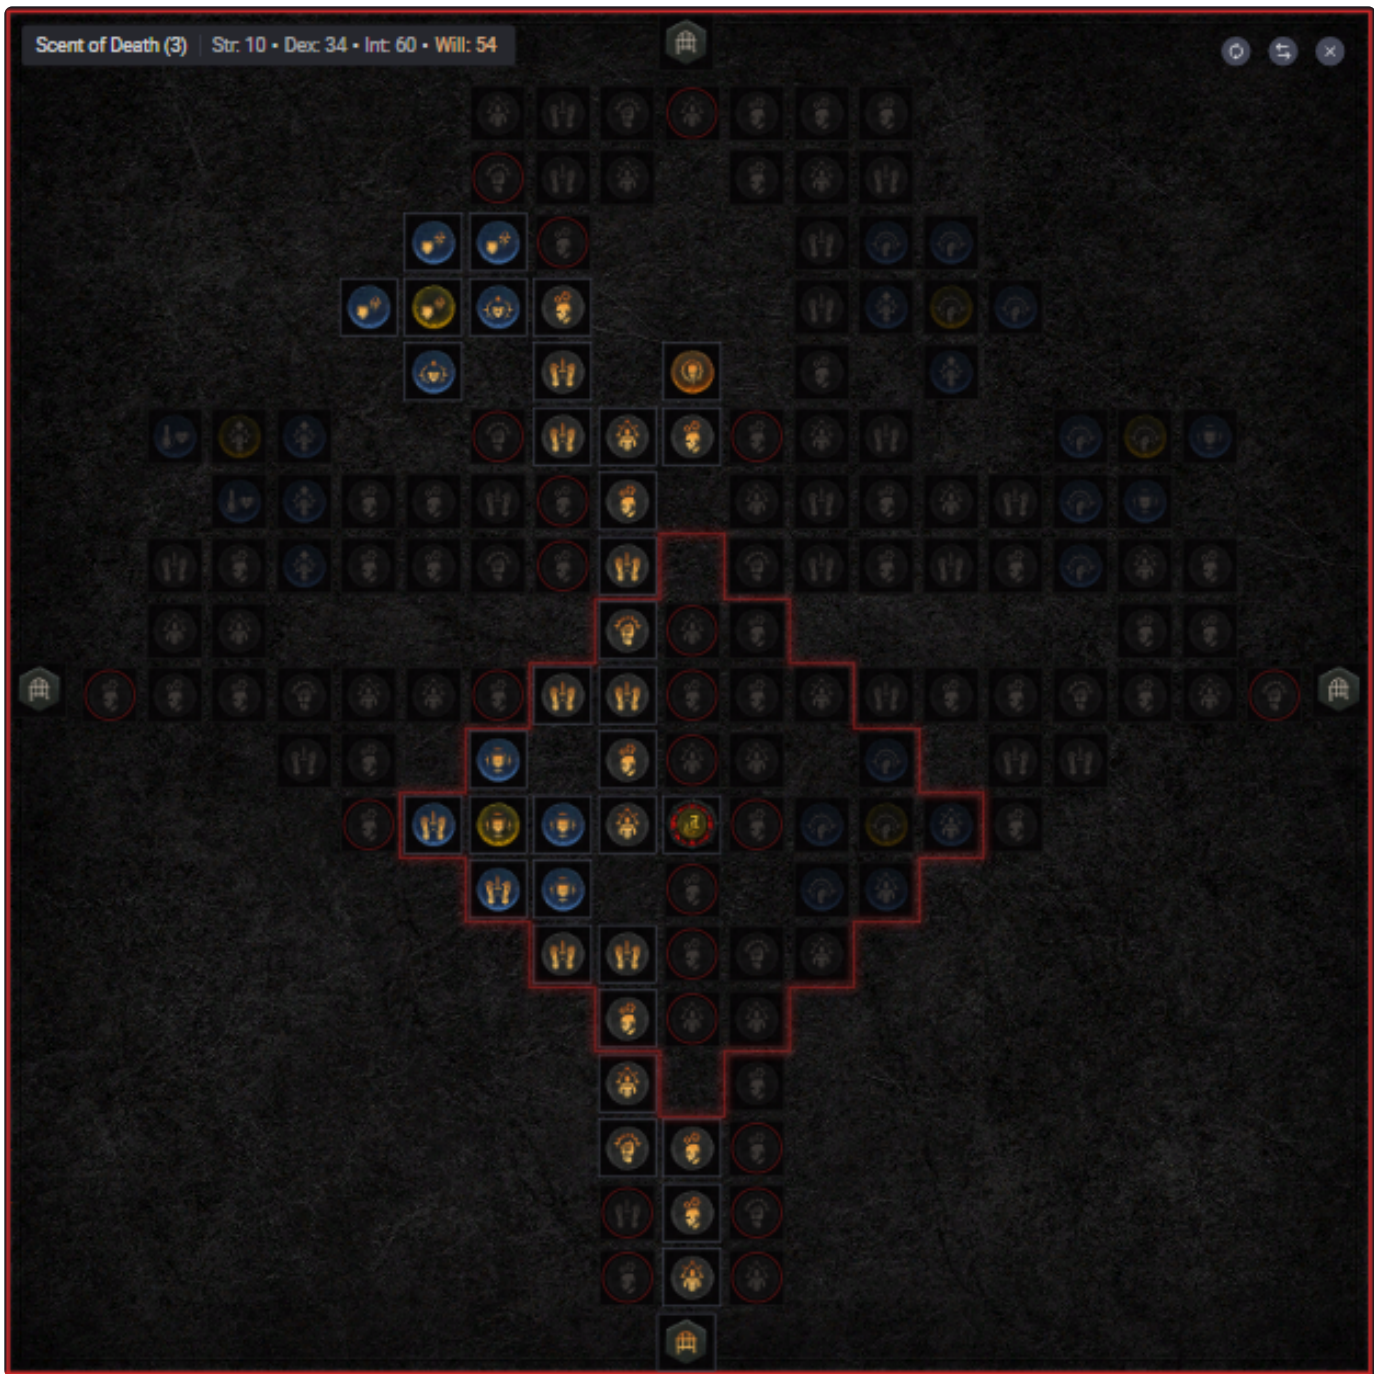 Scent of Death (3) Str: 10 • Dex: 34 • Int: 60 • Will: 54